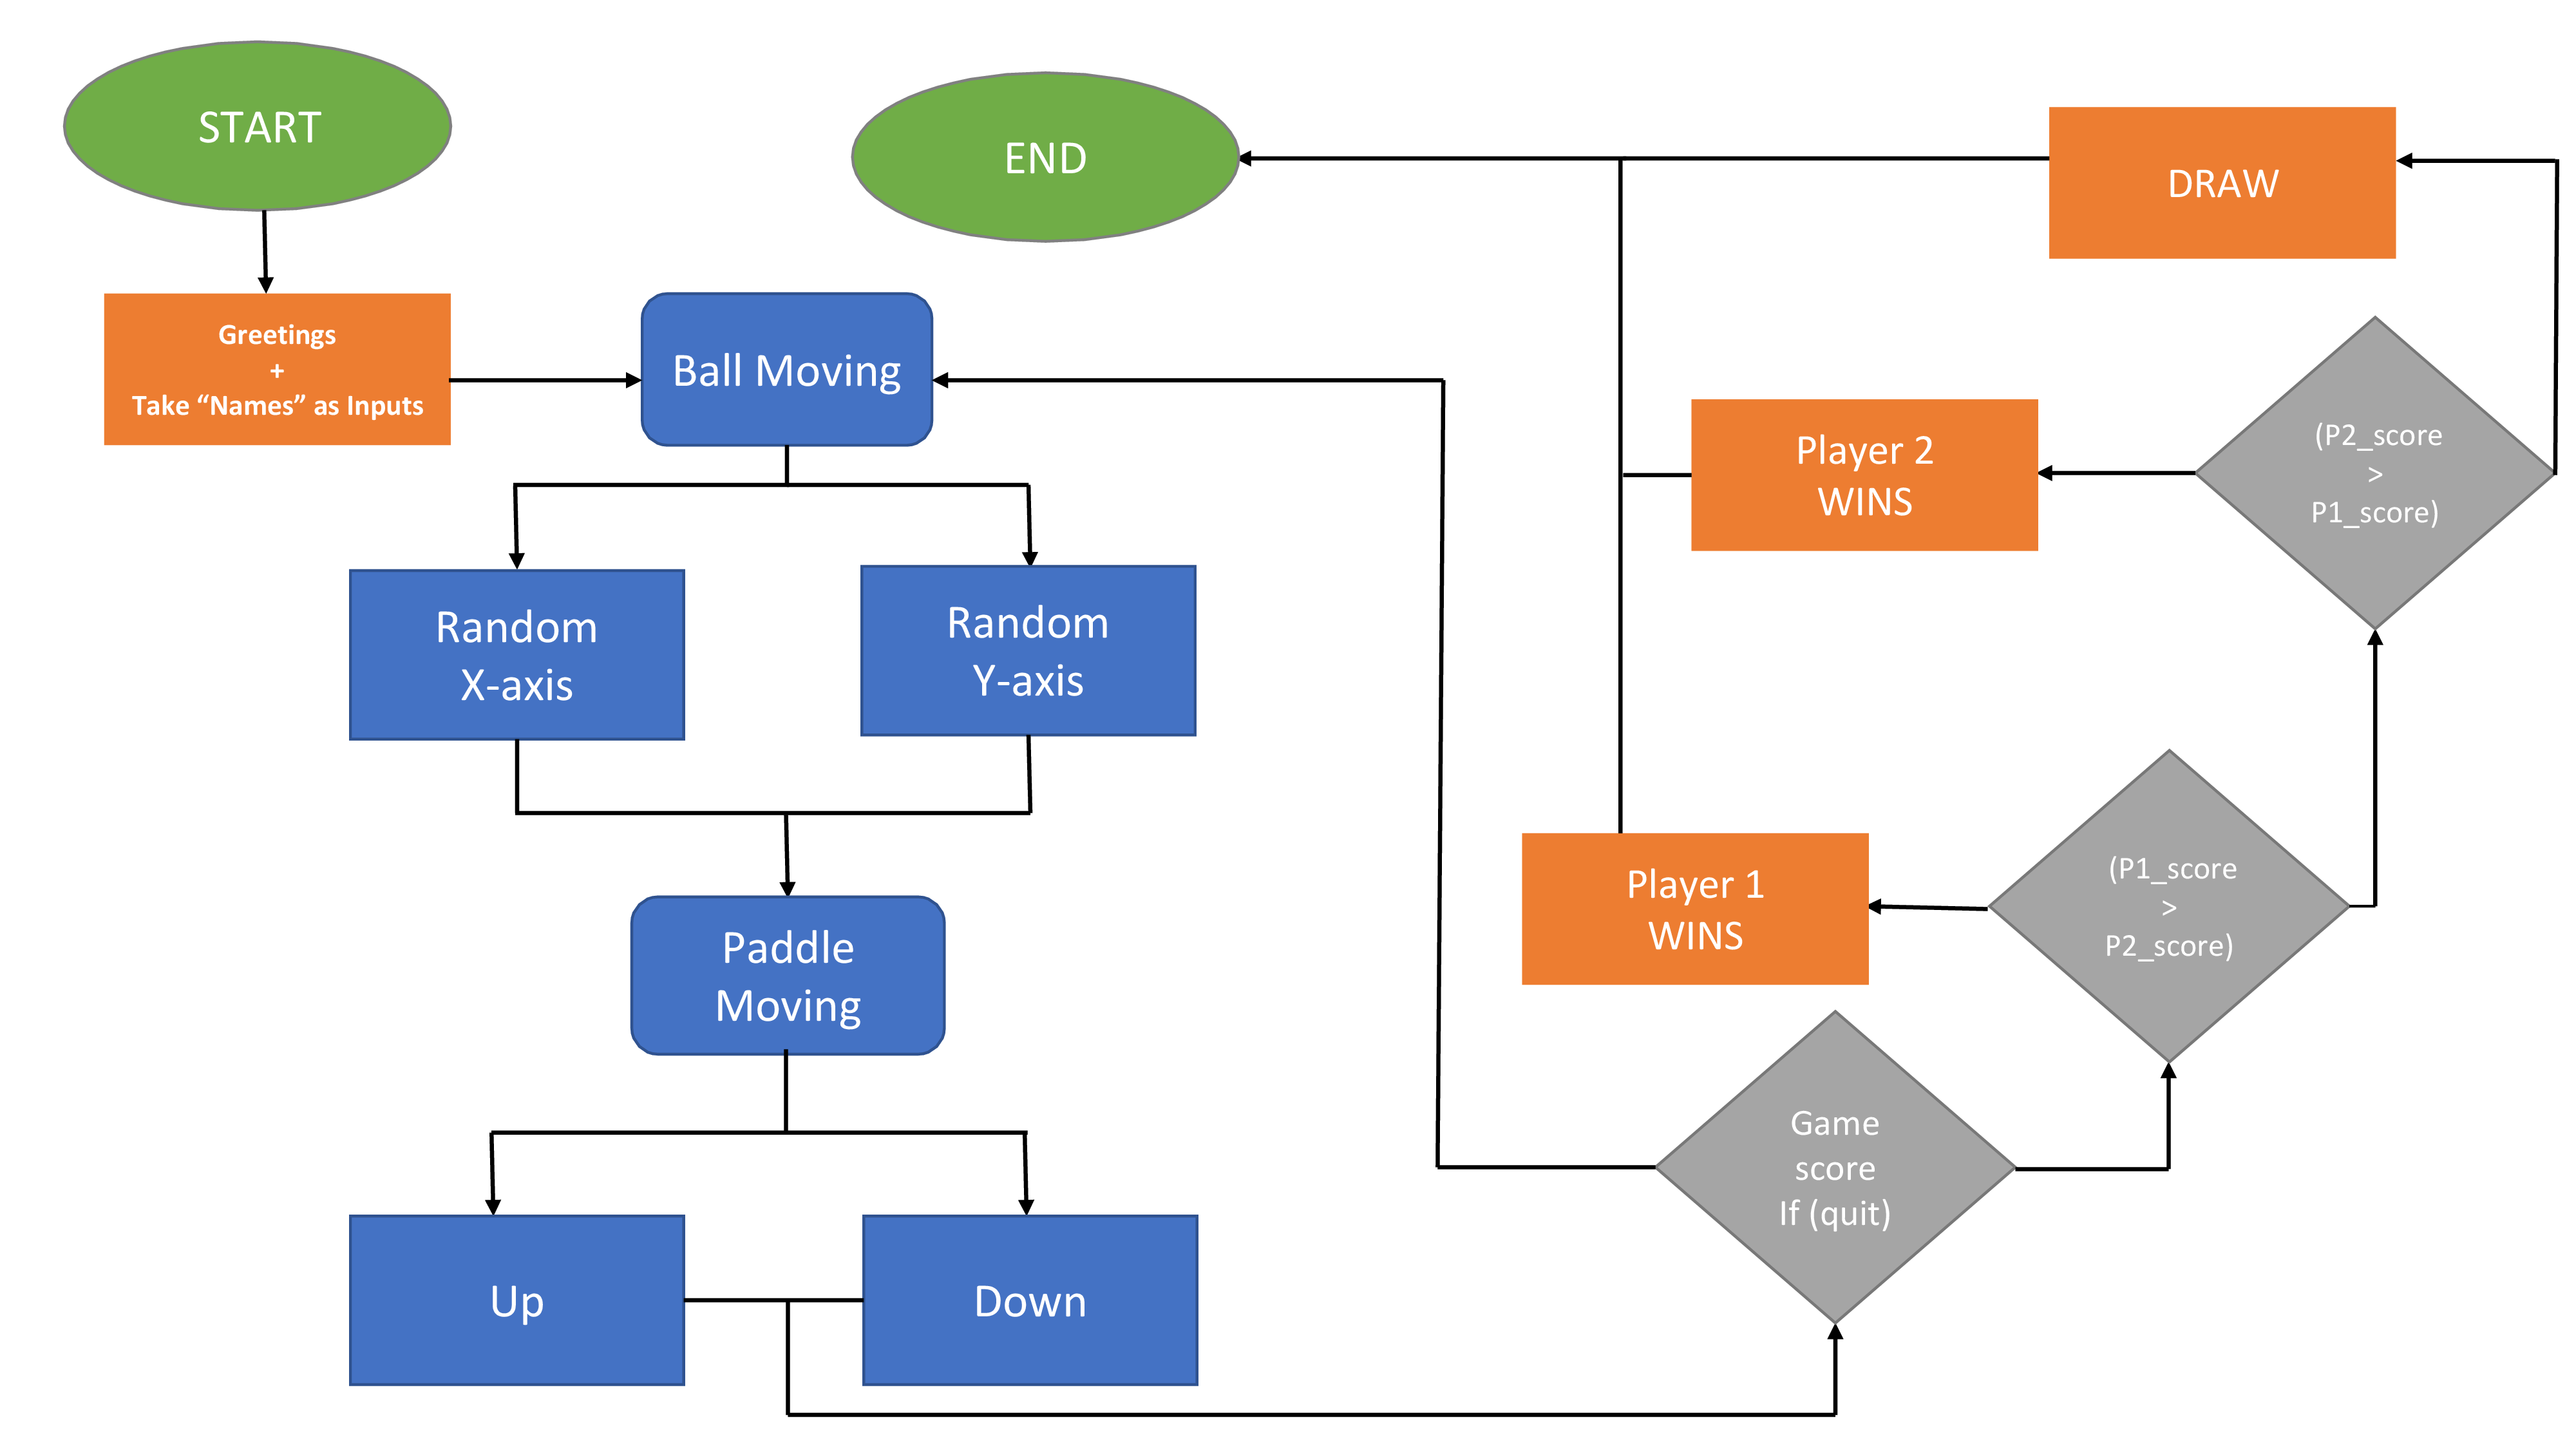 START
END
DRAW
Greetings
+
Take “Names” as Inputs
Ball Moving
Player 2
WINS
(P2_score
>
P1_score)
Random
X-axis
Random
Y-axis
Paddle
Moving
Player 1
WINS
(P1_score
>
P2_score)
Game
score
If (quit)
Up
Down